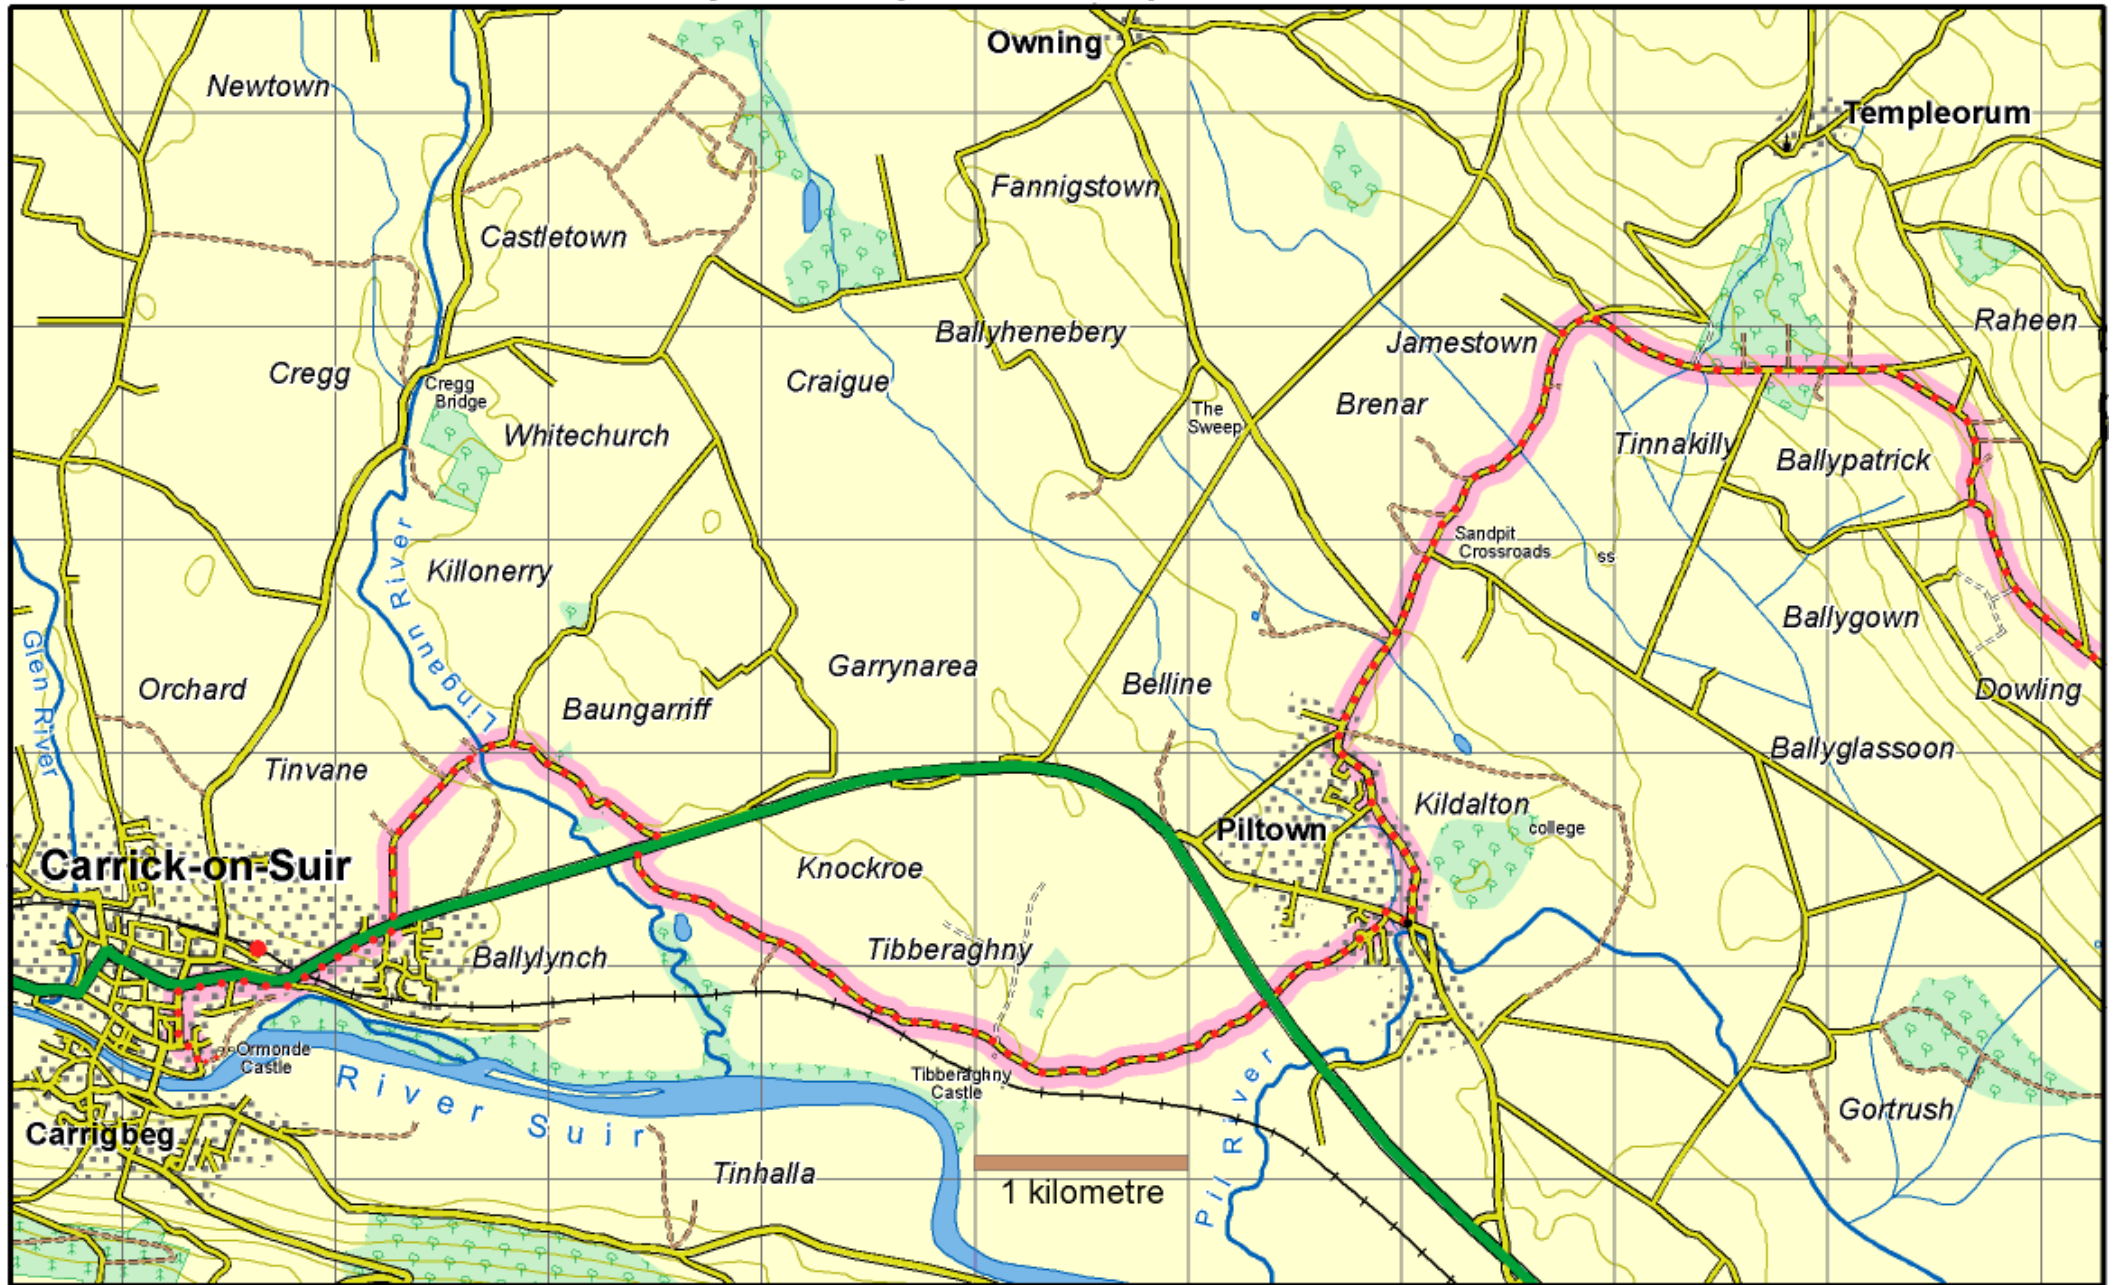 Owning
Newtown
Templeorum
Fannigstown
Castletown
Raheen
Ballyhenebery
Jamestown
Cregg
Craigue
Cregg
Bridge
Brenar
The
Sweep
Whitechurch
Tinnakilly
Ballypatrick
Sandpit
Crossroads
ss
Killonerry
Lingaun River
Ballygown
Glen River
Garrynarea
Orchard
Belline
Dowling
Baungarriff
Ballyglassoon
Tinvane
Kildalton
college
Piltown
Carrick-on-Suir
Knockroe
Tibberaghny
Ballylynch
Ormonde
Castle
River Suir
Tibberaghny
Castle
Pil River
Gortrush
Carrigbeg
Tinhalla
1 kilometre